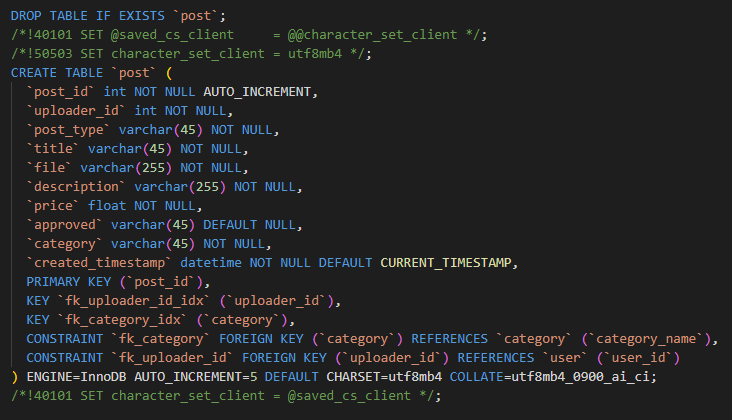 DROP TABLE IF EXISTS `post`;
/*!40101 SET @saved_cs_client     = @@character_set_client */;
/*!50503 SET character_set_client = utf8mb4 */;
CREATE TABLE `post` (
  `post_id` int NOT NULL AUTO_INCREMENT,
  `uploader_id` int NOT NULL,
  `post_type` varchar(45) NOT NULL,
  `title` varchar(45) NOT NULL,
  `file` varchar(255) NOT NULL,
  `description` varchar(255) NOT NULL,
  `price` float NOT NULL,
  `approved` varchar(45) DEFAULT NULL,
  `category` varchar(45) NOT NULL,
  `created_timestamp` datetime NOT NULL DEFAULT CURRENT_TIMESTAMP,
  PRIMARY KEY (`post_id`),
  KEY `fk_uploader_id_idx` (`uploader_id`),
  KEY `fk_category_idx` (`category`),
  CONSTRAINT `fk_category` FOREIGN KEY (`category`) REFERENCES `category` (`category_name`),
  CONSTRAINT `fk_uploader_id` FOREIGN KEY (`uploader_id`) REFERENCES `user` (`user_id`)
) ENGINE=InnoDB AUTO_INCREMENT=5 DEFAULT CHARSET=utf8mb4 COLLATE=utf8mb4_0900_ai_ci;
/*!40101 SET character_set_client = @saved_cs_client */;